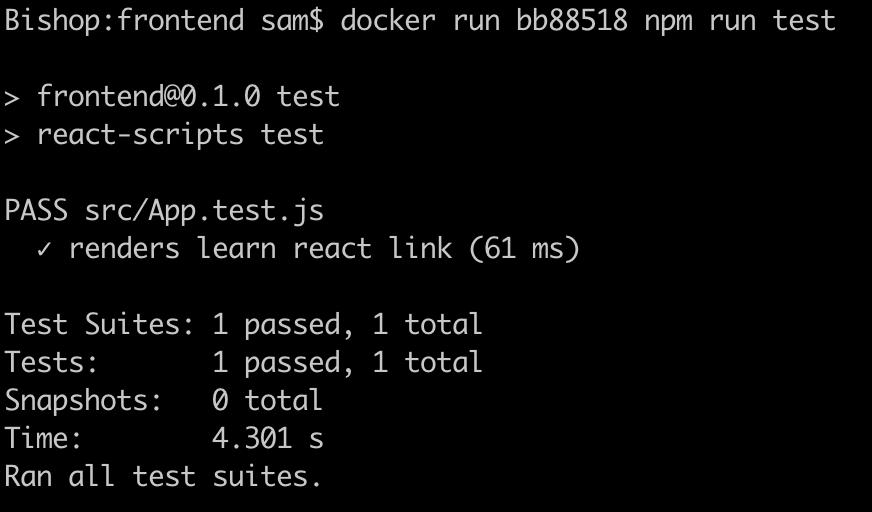 Bishop:frontend sam$ docker run bb88518 npm run test
> frontend@0.1.0 test
> react-scripts test
PASS src/App.test.js
✓ renders learn react link (61 ms)
Test Suites: 1 passed, 1 total
Tests: 1 passed, 1 total
Snapshots: 0 total
Time: 4.301 s
Ran all test suites.